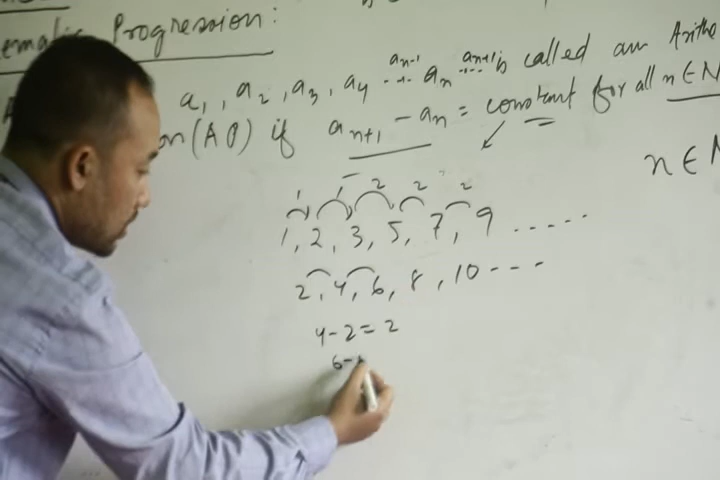 Progression:
a₁, a₂, a₃, a₄ ... aₙ₋₁ aₙ aₙ₊₁ ... is called an Arithe
(AP) if aₙ₊₁ - aₙ = constant for all n ∈ N
n ∈ N
1 1 2 2 2
1, 2, 3, 5, 7, 9 .....
2, 4, 6, 8, 10 ---
4-2=2
6-